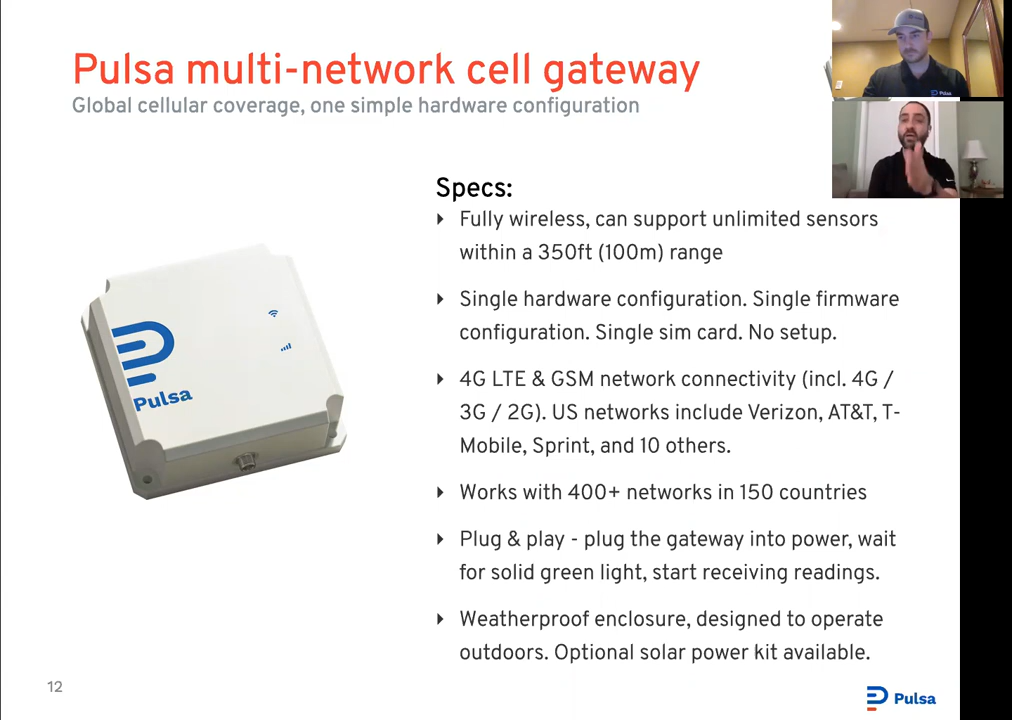 Pulsa multi-network cell gateway
Global cellular coverage, one simple hardware configuration
Specs:
Fully wireless, can support unlimited sensors
within a 350ft (100m) range
Single hardware configuration. Single firmware
configuration. Single sim card. No setup.
4G LTE & GSM network connectivity (incl. 4G /
3G / 2G). US networks include Verizon, AT&T, T-
Mobile, Sprint, and 10 others.
Works with 400+ networks in 150 countries
Plug & play - plug the gateway into power, wait
for solid green light, start receiving readings.
Weatherproof enclosure, designed to operate
outdoors. Optional solar power kit available.
Pulsa
12
Pulsa
Pulsa